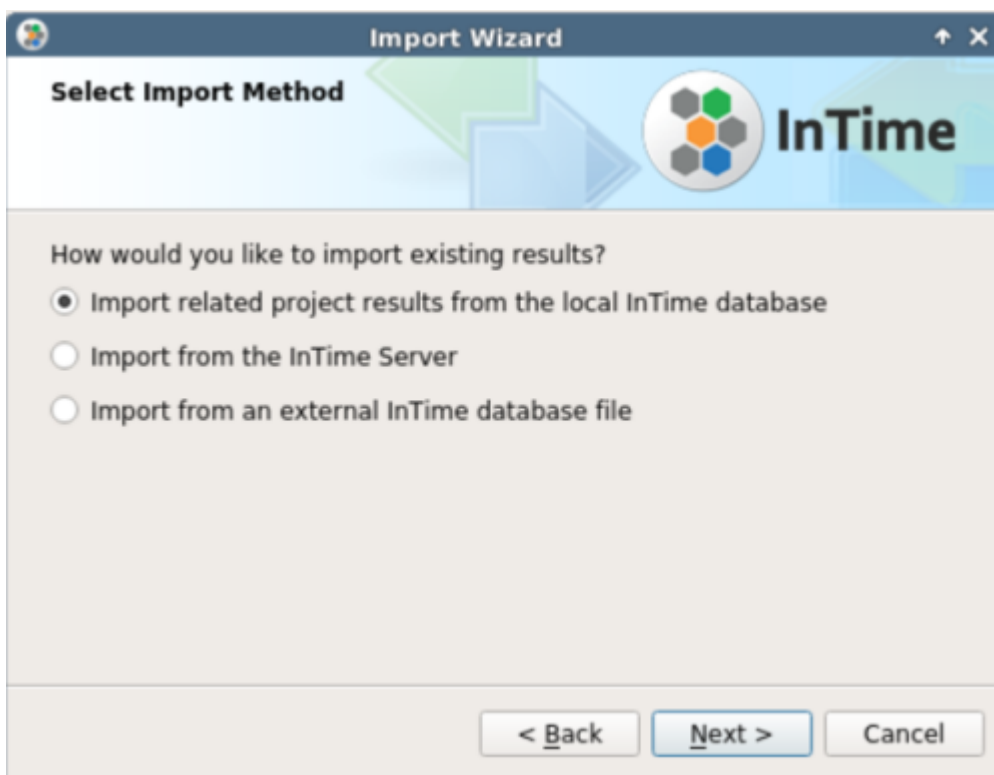 Import Wizard
Select Import Method
InTime
How would you like to import existing results?
Import related project results from the local InTime database
Import from the InTime Server
Import from an external InTime database file
< Back
Next >
Cancel